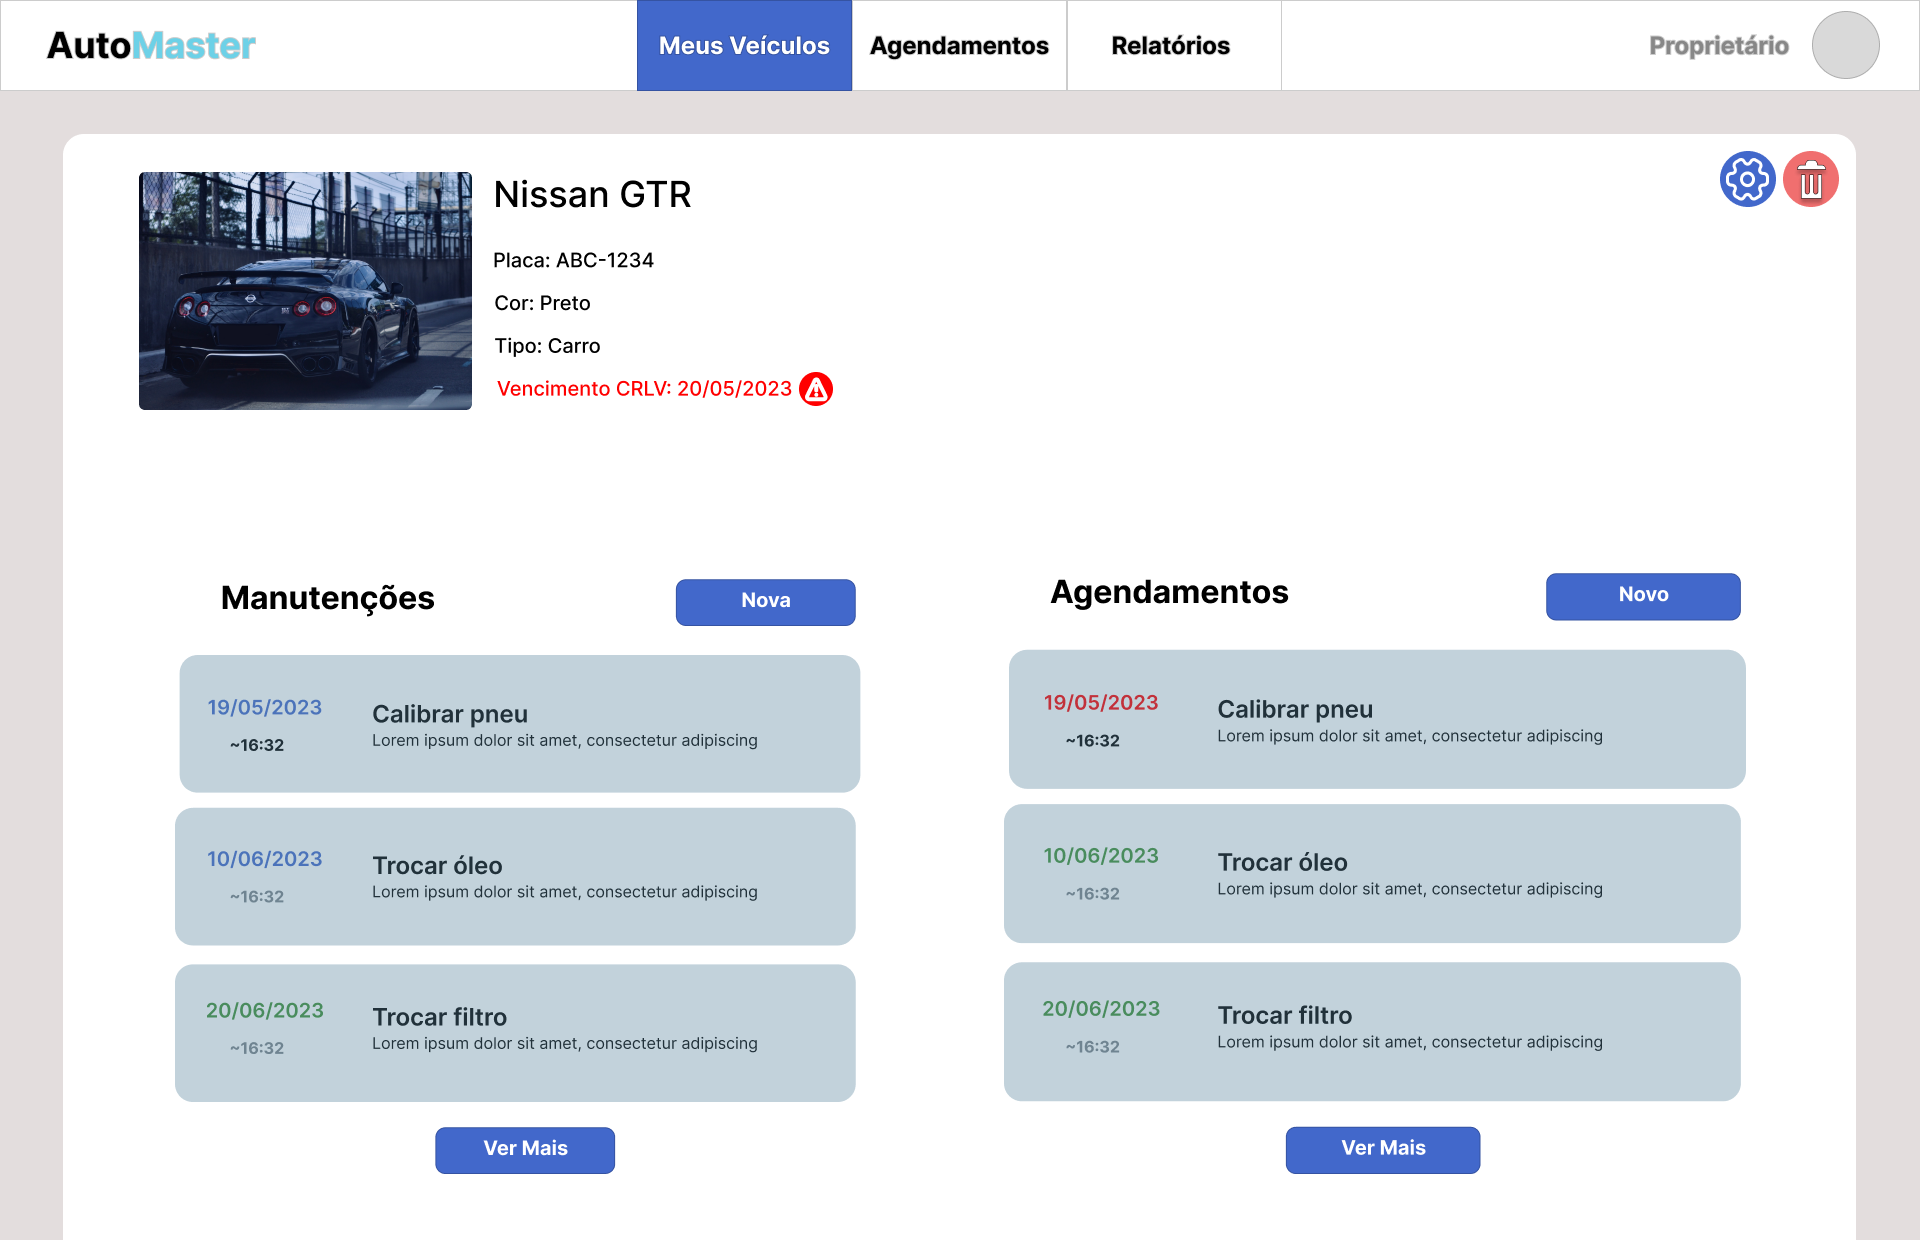 AutoMaster
Meus Veículos
Agendamentos
Relatórios
Proprietário
Nissan GTR
Placa: ABC-1234
Cor: Preto
Tipo: Carro
Vencimento CRLV: 20/05/2023
Manutenções
Nova
19/05/2023
~16:32
Calibrar pneu
Lorem ipsum dolor sit amet, consectetur adipiscing
10/06/2023
~16:32
Trocar óleo
Lorem ipsum dolor sit amet, consectetur adipiscing
20/06/2023
~16:32
Trocar filtro
Lorem ipsum dolor sit amet, consectetur adipiscing
Ver Mais
Agendamentos
Novo
19/05/2023
~16:32
Calibrar pneu
Lorem ipsum dolor sit amet, consectetur adipiscing
10/06/2023
~16:32
Trocar óleo
Lorem ipsum dolor sit amet, consectetur adipiscing
20/06/2023
~16:32
Trocar filtro
Lorem ipsum dolor sit amet, consectetur adipiscing
Ver Mais